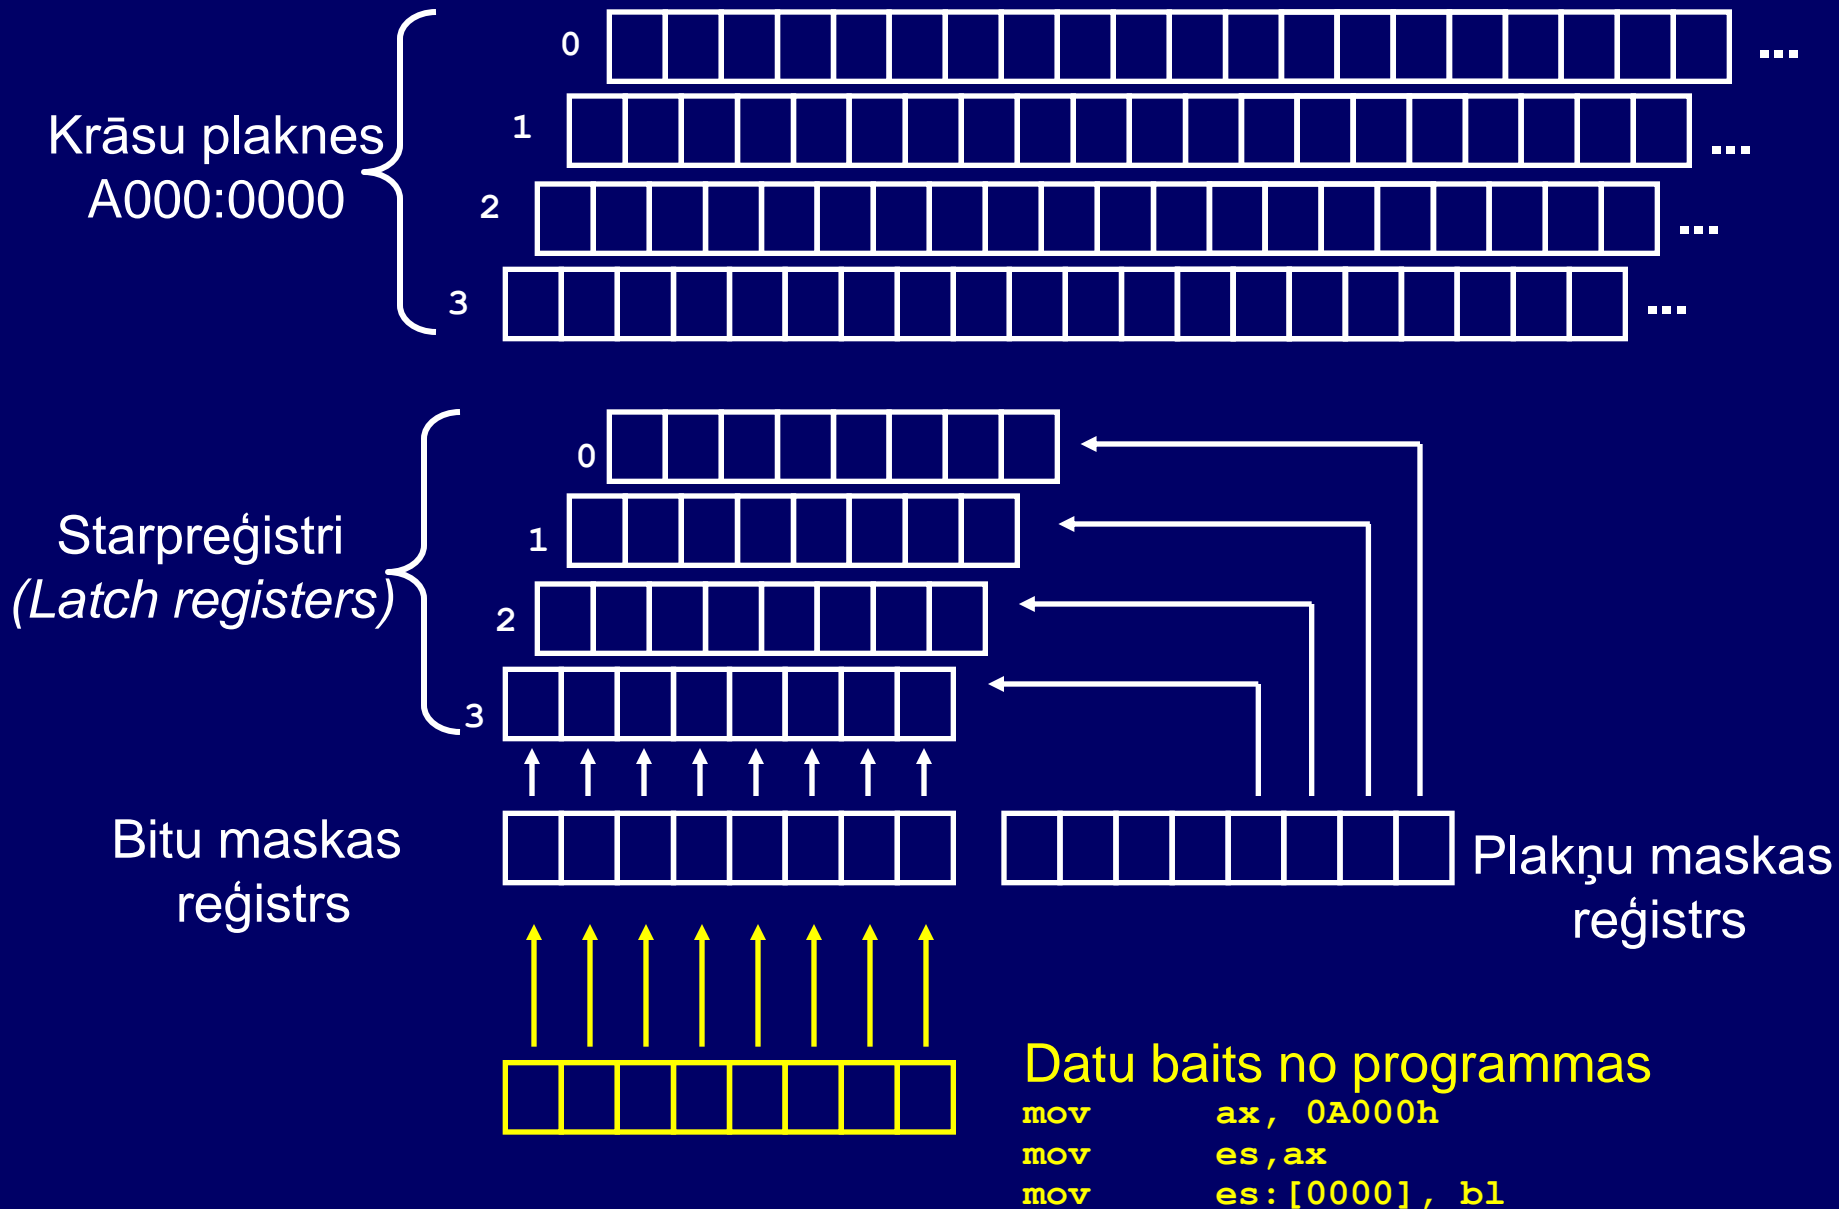 0
...
1
...
Krāsu plaknes
A000:0000
2
...
3
...
0
Starpreģistri
(Latch registers)
1
2
3
Bitu maskas
reģistrs
Plakņu maskas
reģistrs
Datu baits no programmas
mov ax, 0A000h
mov es,ax
mov es:[0000], bl